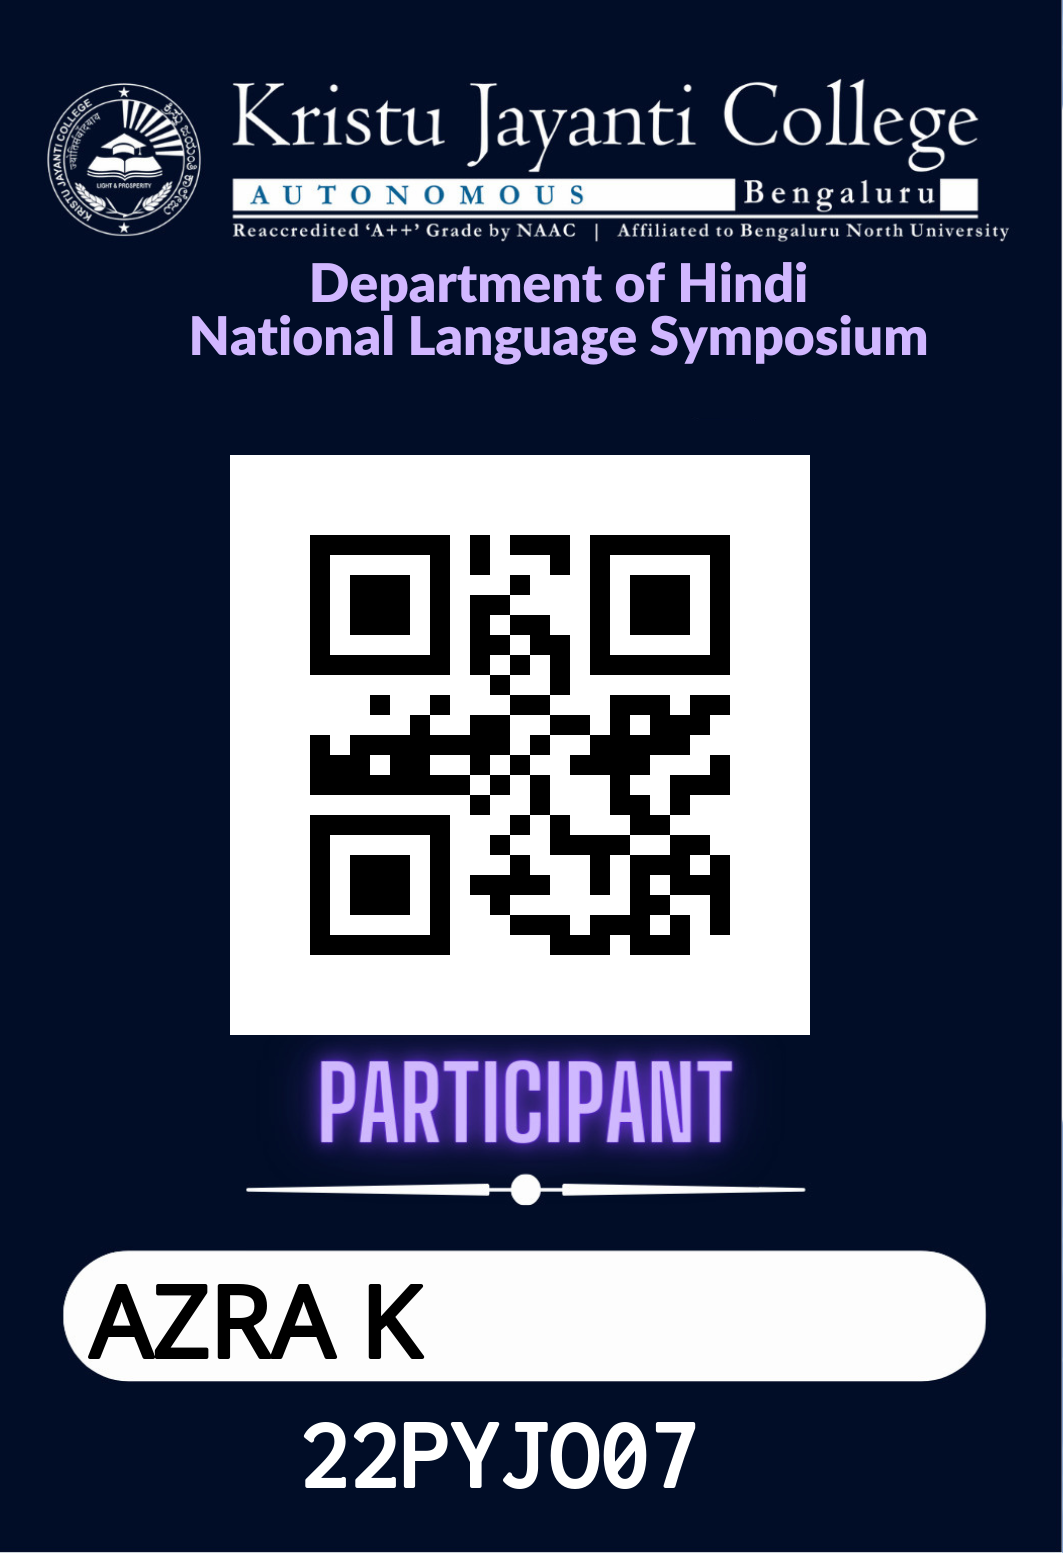 KRISTU JAYANTI COLLEGE
LIGHT & PROSPERITY
Kristu Jayanti College
AUTONOMOUS Bengaluru
Reaccredited ‘A++’ Grade by NAAC | Affiliated to Bengaluru North University
Department of Hindi
National Language Symposium
PARTICIPANT
AZRA K
22PYJO07